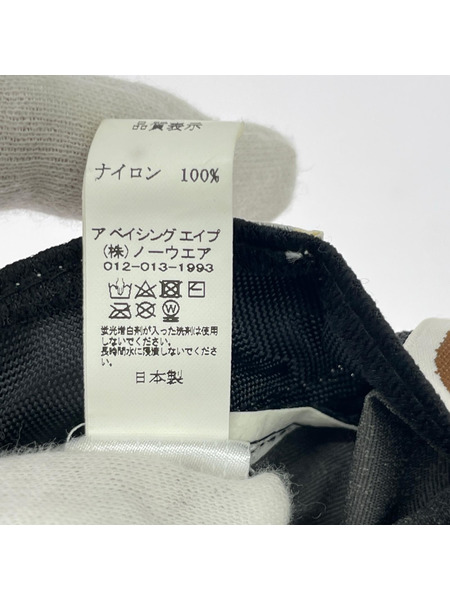 品質表示
ナイロン 100%
ア ベイシング エイプ
(株) ノーウエア
012-013-1993
蛍光増白剤が入った洗剤は使用
しないでください。
長時間水に浸漬しないでくだ
さい。
日本製